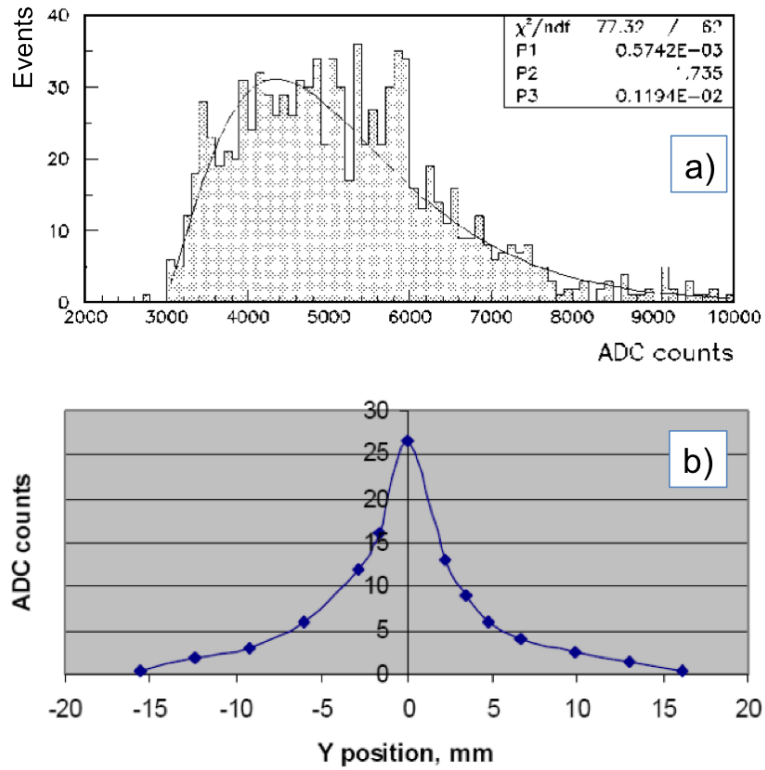 40
30
20
10
0
Events
χ²/ndf 77.32 / 62
P1 0.5742E−03
P2
P3 0.1194E−02
a)
2000 3000 4000 5000 6000 7000 8000 9000 10000
ADC counts
30
25
20
15
10
5
0
ADC counts
b)
-20 -15 -10 -5 0 5 10 15 20
Y position, mm